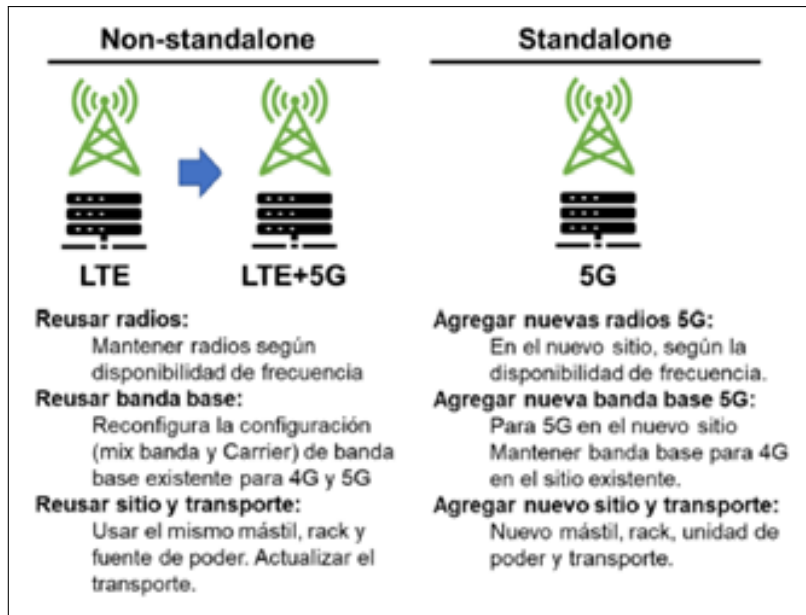 Non-standalone
LTE
LTE+5G
Reusar radios:
Mantener radios según
disponibilidad de frecuencia
Reusar banda base:
Reconfigura la configuración
(mix banda y Carrier) de banda
base existente para 4G y 5G
Reusar sitio y transporte:
Usar el mismo mástil, rack y
fuente de poder. Actualizar el
transporte.
Standalone
5G
Agregar nuevas radios 5G:
En el nuevo sitio, según la
disponibilidad de frecuencia.
Agregar nueva banda base 5G:
Para 5G en el nuevo sitio
Mantener banda base para 4G
en el sitio existente.
Agregar nuevo sitio y transporte:
Nuevo mástil, rack, unidad de
poder y transporte.